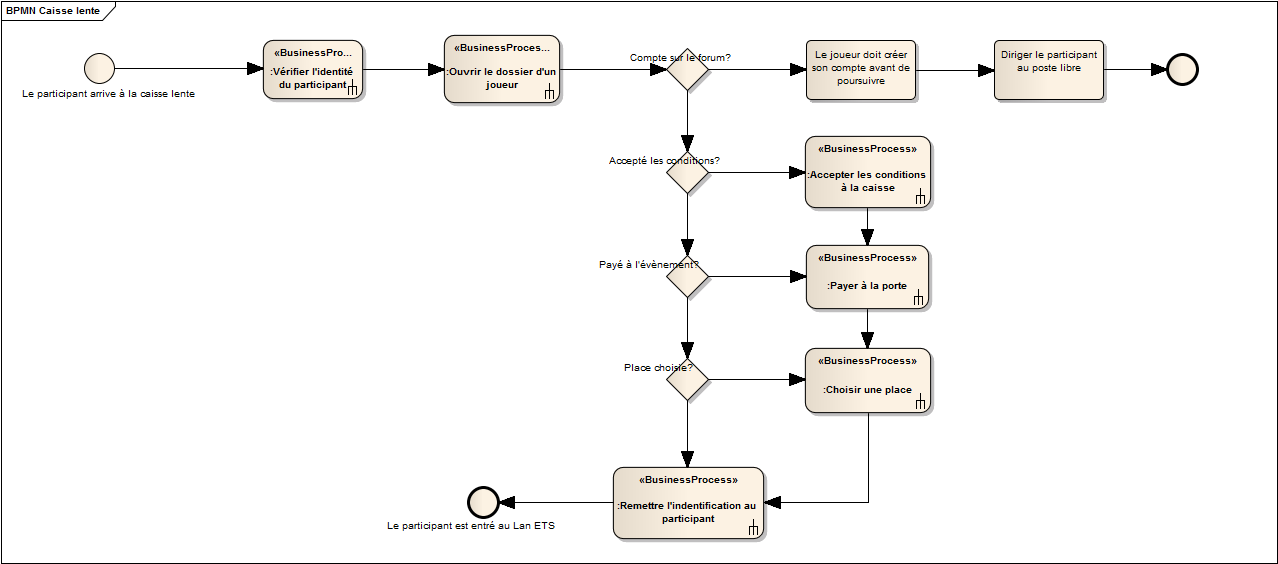 BPMN Caisse lente
Le participant arrive à la caisse lente
«BusinessPro...
:Vérifier l'identité
du participant
«BusinessProces...
:Ouvrir le dossier d'un
joueur
Compte sur le forum?
Le joueur doit créer
son compte avant de
poursuivre
Diriger le participant
au poste libre
Accepté les conditions?
«BusinessProcess»
:Accepter les conditions
à la caisse
Payé à l'évènement?
«BusinessProcess»
:Payer à la porte
Place choisie?
«BusinessProcess»
:Choisir une place
«BusinessProcess»
:Remettre l'indentification au
participant
Le participant est entré au Lan ETS